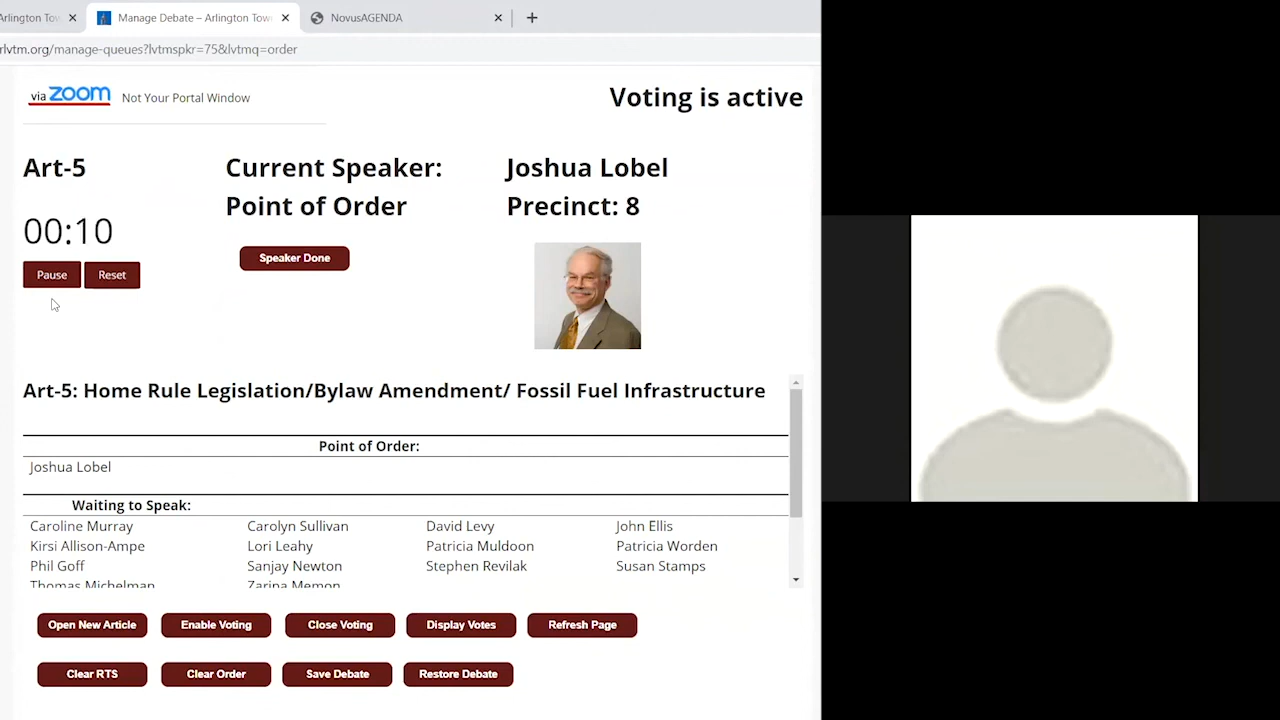 Arlington Tow
Manage Debate – Arlington Town
NovusAGENDA
rlvtm.org/manage-queues?lvtmspkr=75&lvtmq=order
via zoom Not Your Portal Window
Voting is active
Art-5
Current Speaker:
Joshua Lobel
Point of Order
Precinct: 8
00:10
Speaker Done
Pause Reset
Art-5: Home Rule Legislation/Bylaw Amendment/ Fossil Fuel Infrastructure
Point of Order:
Joshua Lobel
Waiting to Speak:
Caroline Murray Carolyn Sullivan David Levy John Ellis
Kirsi Allison-Ampe Lori Leahy Patricia Muldoon Patricia Worden
Phil Goff Sanjay Newton Stephen Revilak Susan Stamps
Thomas Michelman Zarina Memon
Open New Article Enable Voting Close Voting Display Votes Refresh Page
Clear RTS Clear Order Save Debate Restore Debate